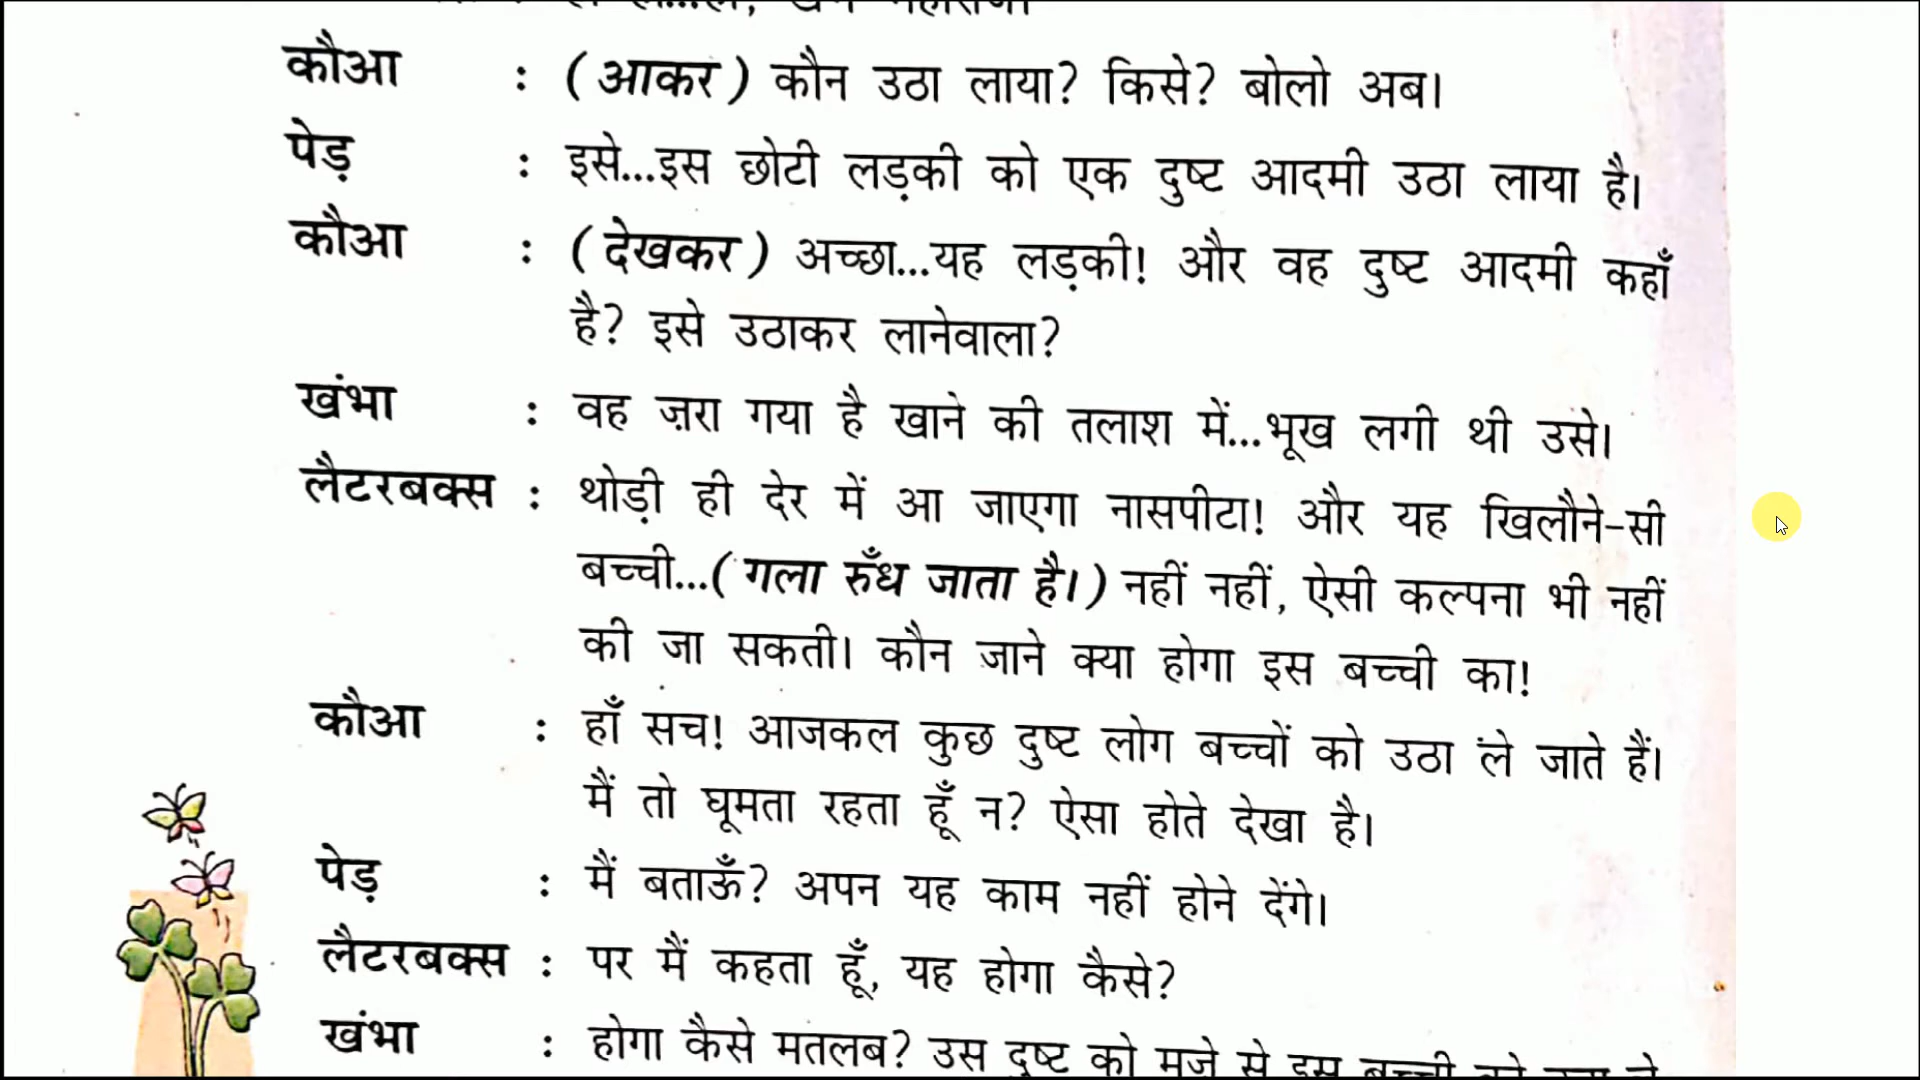 कौआ : (आकर) कौन उठा लाया? किसे? बोलो अब।
पेड़ : इसे...इस छोटी लड़की को एक दुष्ट आदमी उठा लाया है।
कौआ : (देखकर) अच्छा...यह लड़की! और वह दुष्ट आदमी कहाँ
है? इसे उठाकर लानेवाला?
खंभा : वह ज़रा गया है खाने की तलाश में...भूख लगी थी उसे।
लैटरबक्स : थोड़ी ही देर में आ जाएगा नासपीटा! और यह खिलौने-सी
बच्ची...(गला रुँध जाता है।) नहीं नहीं, ऐसी कल्पना भी नहीं
की जा सकती। कौन जाने क्या होगा इस बच्ची का!
कौआ : हाँ सच! आजकल कुछ दुष्ट लोग बच्चों को उठा ले जाते हैं।
मैं तो घूमता रहता हूँ न? ऐसा होते देखा है।
पेड़ : मैं बताऊँ? अपन यह काम नहीं होने देंगे।
लैटरबक्स : पर मैं कहता हूँ, यह होगा कैसे?
खंभा : होगा कैसे मतलब? उस दुष्ट को मजे से इस बच्ची